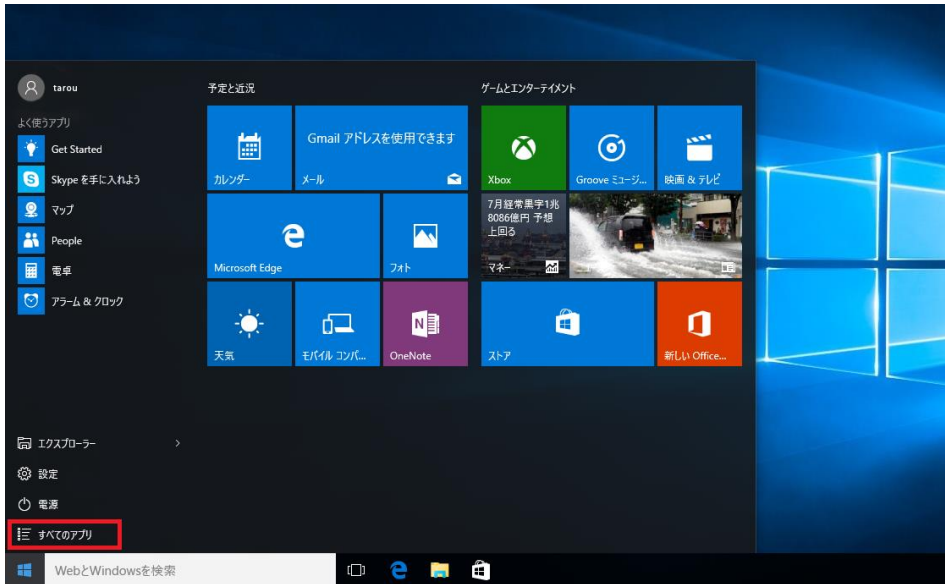 tarou
よく使うアプリ
Get Started
Skype を手に入れよう
マップ
People
電卓
アラーム & クロック
エクスプローラー
設定
電源
すべてのアプリ
予定と近況
カレンダー
Gmail アドレスを使用できます
メール
Microsoft Edge
フォト
天気
モバイル コンパ...
OneNote
ゲームとエンターテイメント
Xbox
Groove ミュージ...
映画 & テレビ
7月経常黒字1兆
8086億円 予想
上回る
マネー
ストア
新しい Office...
WebとWindowsを検索